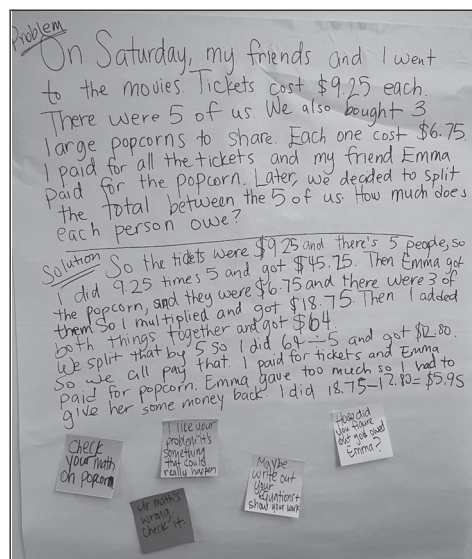 Problem
On Saturday, my friends and I went
to the movies. Tickets cost $9.25 each.
There were 5 of us. We also bought 3
large popcorns to share. Each one cost $6.75.
I paid for all the tickets and my friend Emma
paid for the popcorn. Later, we decided to split
the total between the 5 of us. How much does
each person owe?
Solution So the tickets were $9.25 and there's 5 people, so
I did 9.25 times 5 and got $45.75. Then Emma got
the popcorn, and they were $6.75 and there were 3 of
them so I multiplied and got $18.75 Then I added
both things together and got $64.
We split that by 5 so I did 64÷5 and got $12.80.
So we all pay that. I paid for tickets and Emma
paid for popcorn. Emma gave too much so I had to
give her some money back. I did 18.75-12.80=$5.95
Check
your math
on popcorn
I like your
problem it's
something
that could
really happen
Ur math's
wrong.
Check it.
Maybe
write out
your
equations +
show your work
How did
you figure
out you owed
Emma?